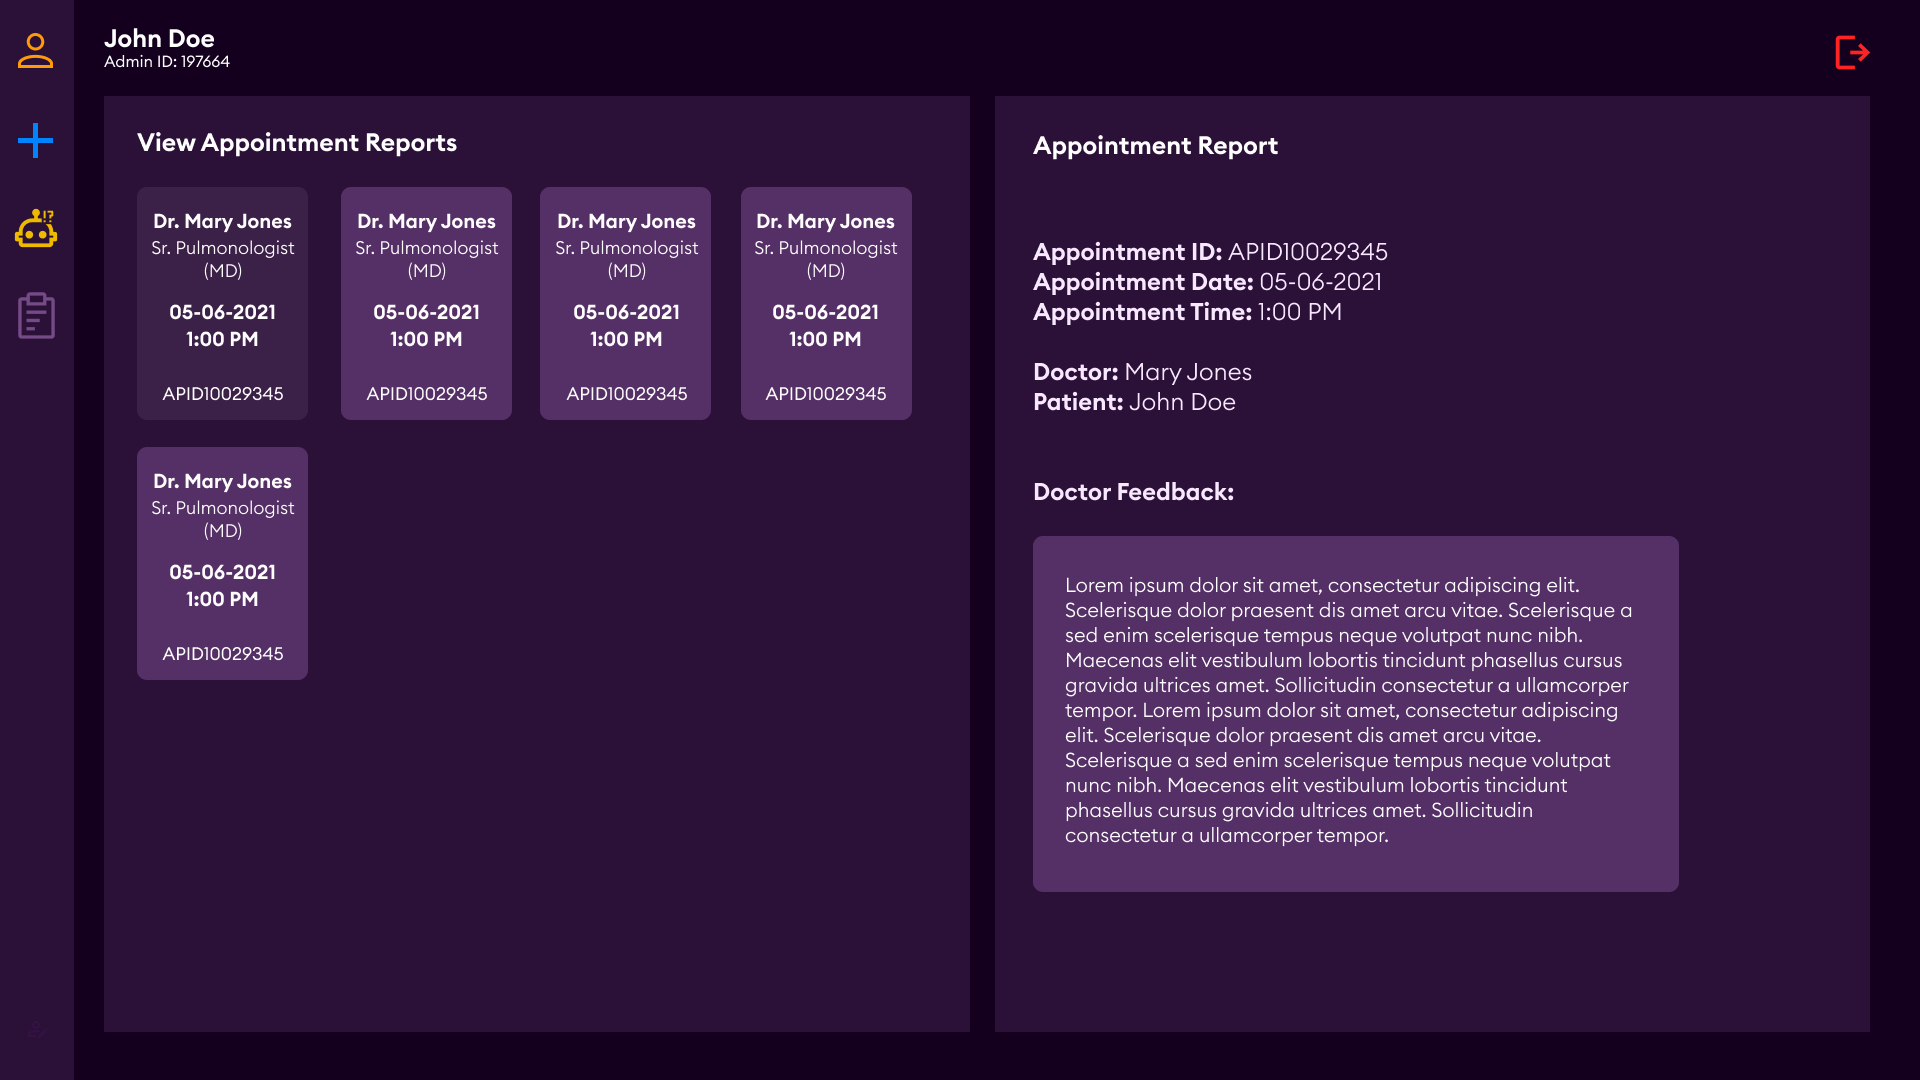 John Doe
Admin ID: 197664
View Appointment Reports
Dr. Mary Jones
Sr. Pulmonologist
(MD)
05-06-2021
1:00 PM
APID10029345
Dr. Mary Jones
Sr. Pulmonologist
(MD)
05-06-2021
1:00 PM
APID10029345
Dr. Mary Jones
Sr. Pulmonologist
(MD)
05-06-2021
1:00 PM
APID10029345
Dr. Mary Jones
Sr. Pulmonologist
(MD)
05-06-2021
1:00 PM
APID10029345
Dr. Mary Jones
Sr. Pulmonologist
(MD)
05-06-2021
1:00 PM
APID10029345
Appointment Report
Appointment ID: APID10029345
Appointment Date: 05-06-2021
Appointment Time: 1:00 PM
Doctor: Mary Jones
Patient: John Doe
Doctor Feedback:
Lorem ipsum dolor sit amet, consectetur adipiscing elit.
Scelerisque dolor praesent dis amet arcu vitae. Scelerisque a
sed enim scelerisque tempus neque volutpat nunc nibh.
Maecenas elit vestibulum lobortis tincidunt phasellus cursus
gravida ultrices amet. Sollicitudin consectetur a ullamcorper
tempor. Lorem ipsum dolor sit amet, consectetur adipiscing
elit. Scelerisque dolor praesent dis amet arcu vitae.
Scelerisque a sed enim scelerisque tempus neque volutpat
nunc nibh. Maecenas elit vestibulum lobortis tincidunt
phasellus cursus gravida ultrices amet. Sollicitudin
consectetur a ullamcorper tempor.